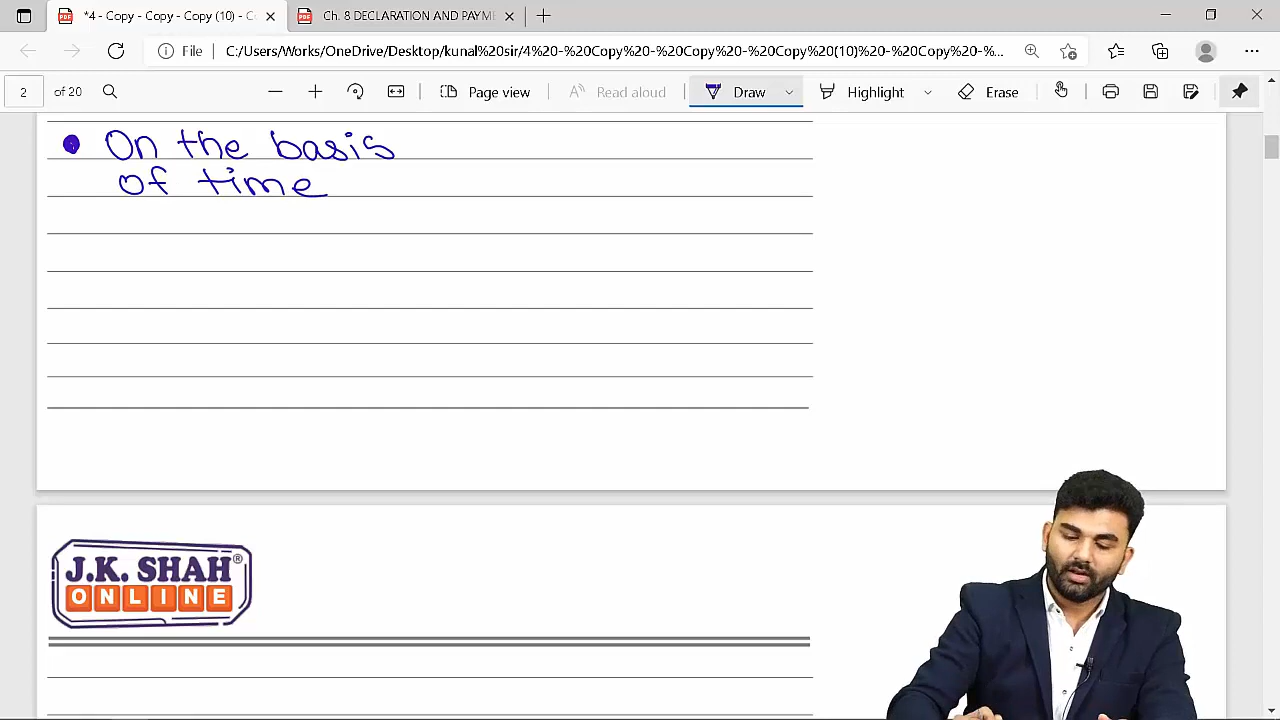 *4 - Copy - Copy - Copy (10) - C
Ch. 8 DECLARATION AND PAYM
File
C:/Users/Works/OneDrive/Desktop/kunal%20sir/4%20-%20Copy%20-%20Copy%20-%20Copy%20(10)%20-%20Copy%20-%...
2 of 20
Page view
Read aloud
Draw
Highlight
Erase
On the basis
of time
J.K. SHAH®
ONLINE